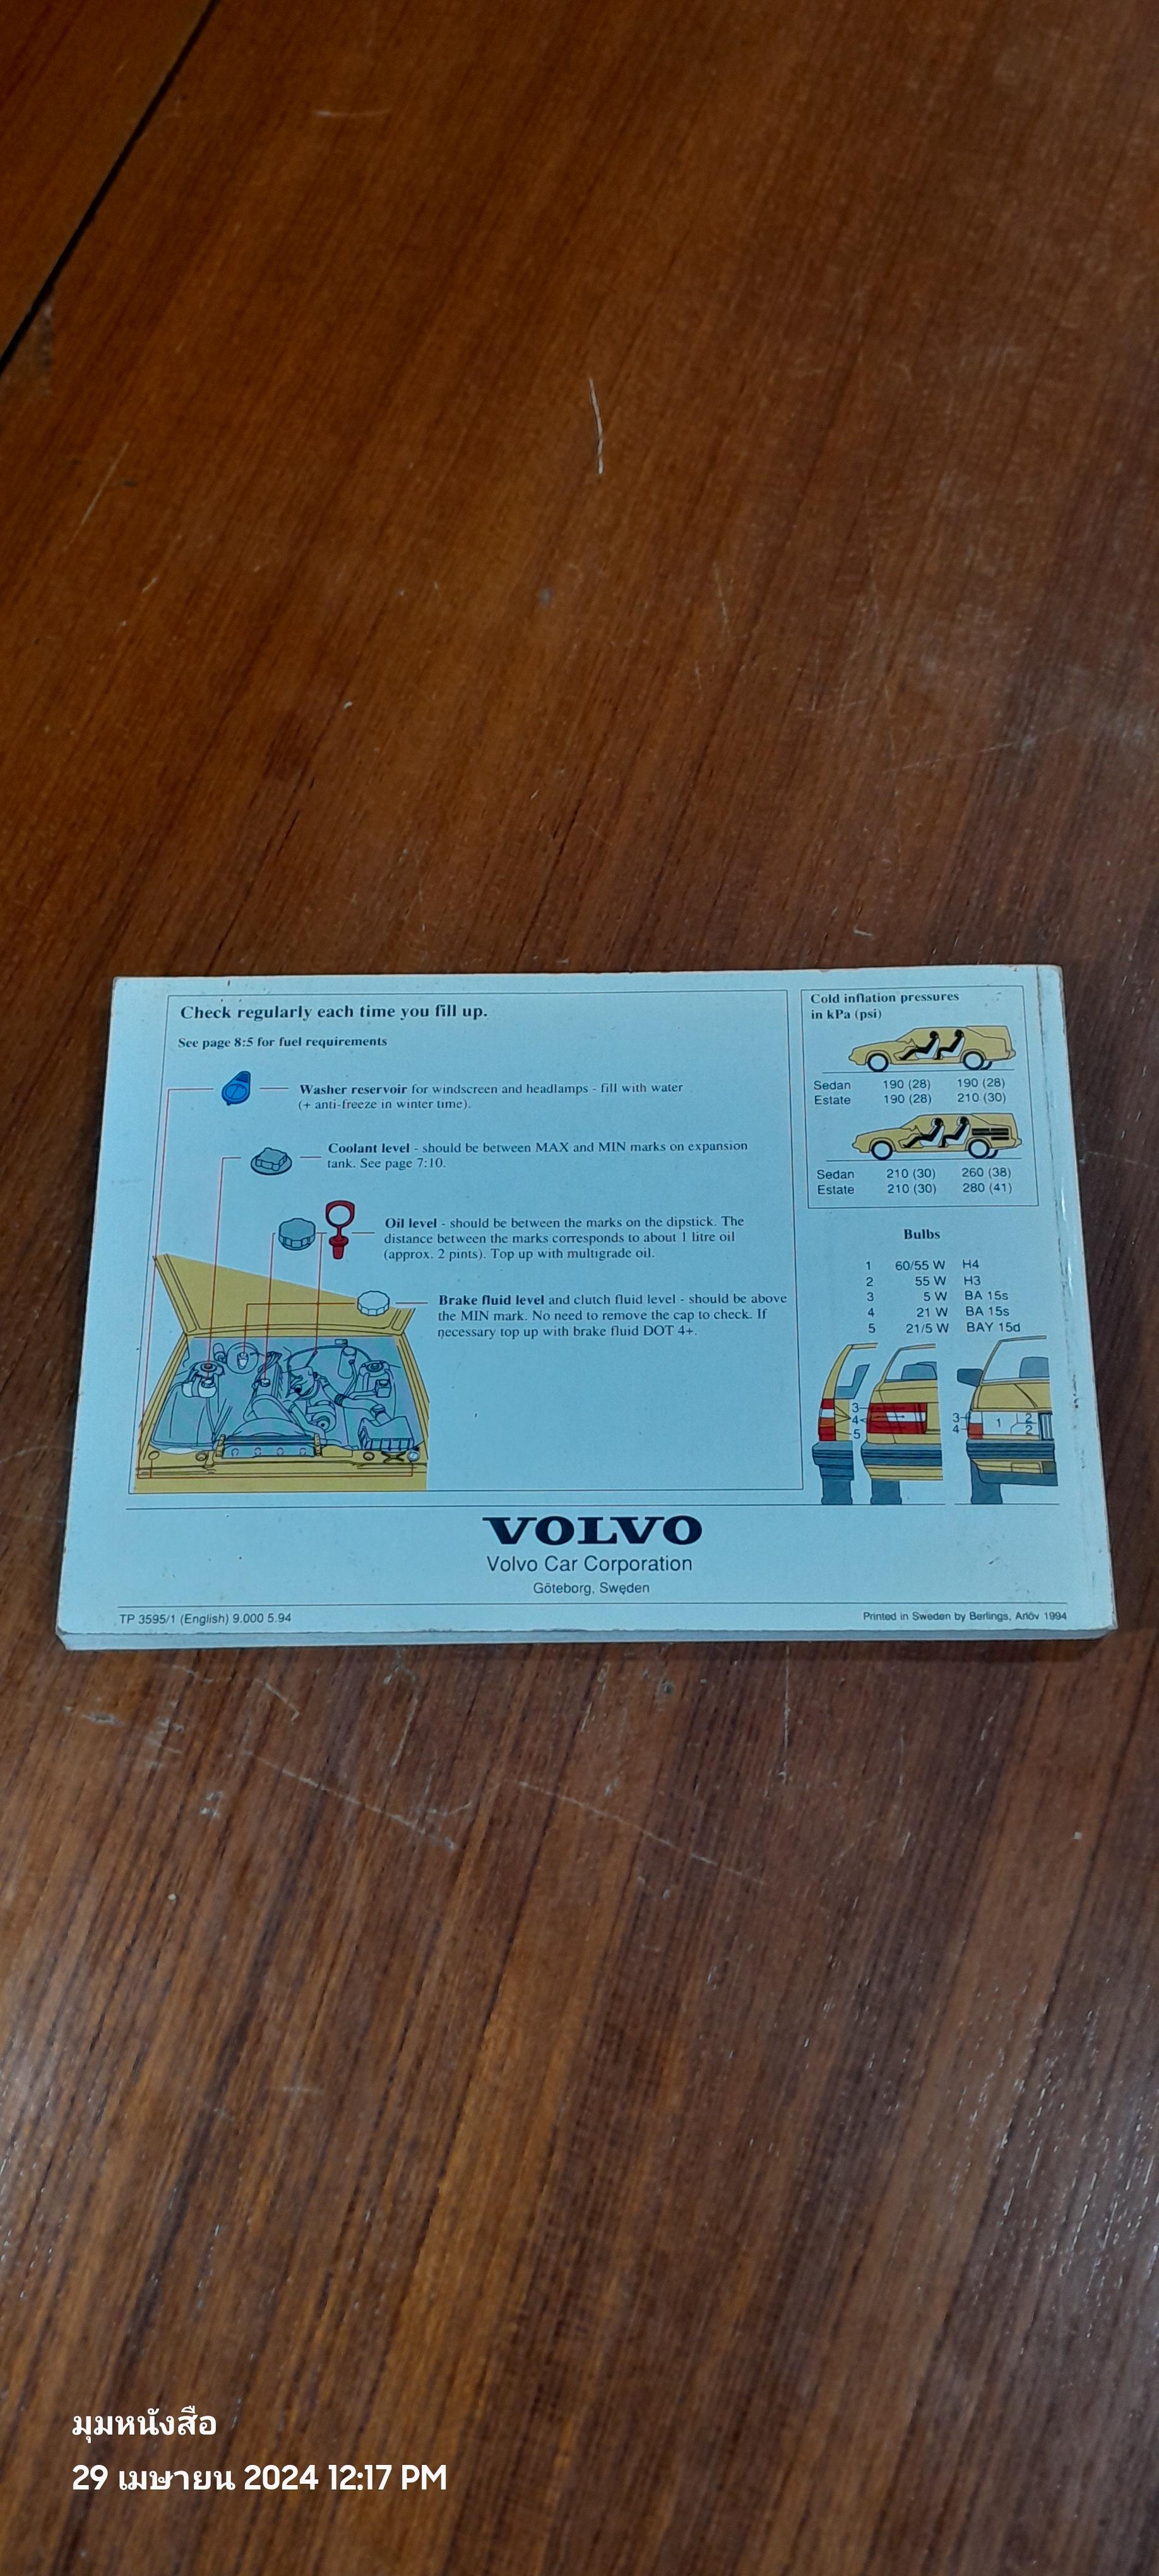 Check regularly each time you fill up.
See page 8:5 for fuel requirements
Washer reservoir for windscreen and headlamps - fill with water
(+ anti-freeze in winter time).
Coolant level - should be between MAX and MIN marks on expansion
tank. See page 7:10.
Oil level - should be between the marks on the dipstick. The
distance between the marks corresponds to about 1 litre oil
(approx. 2 pints). Top up with multigrade oil.
Brake fluid level and clutch fluid level - should be above
the MIN mark. No need to remove the cap to check. If
necessary top up with brake fluid DOT 4+.
Cold inflation pressures
in kPa (psi)
Sedan 190 (28) 190 (28)
Estate 190 (28) 210 (30)
Sedan 210 (30) 260 (38)
Estate 210 (30) 280 (41)
Bulbs
1 60/55 W H4
2 55 W H3
3 5 W BA 15s
4 21 W BA 15s
5 21/5 W BAY 15d
3
4
5
3 1 2
4 2
VOLVO
Volvo Car Corporation
Göteborg, Sweden
TP 3595/1 (English) 9.000 5.94
Printed in Sweden by Berlings, Arlöv 1994
มุมหนังสือ
29 เมษายน 2024 12:17 PM